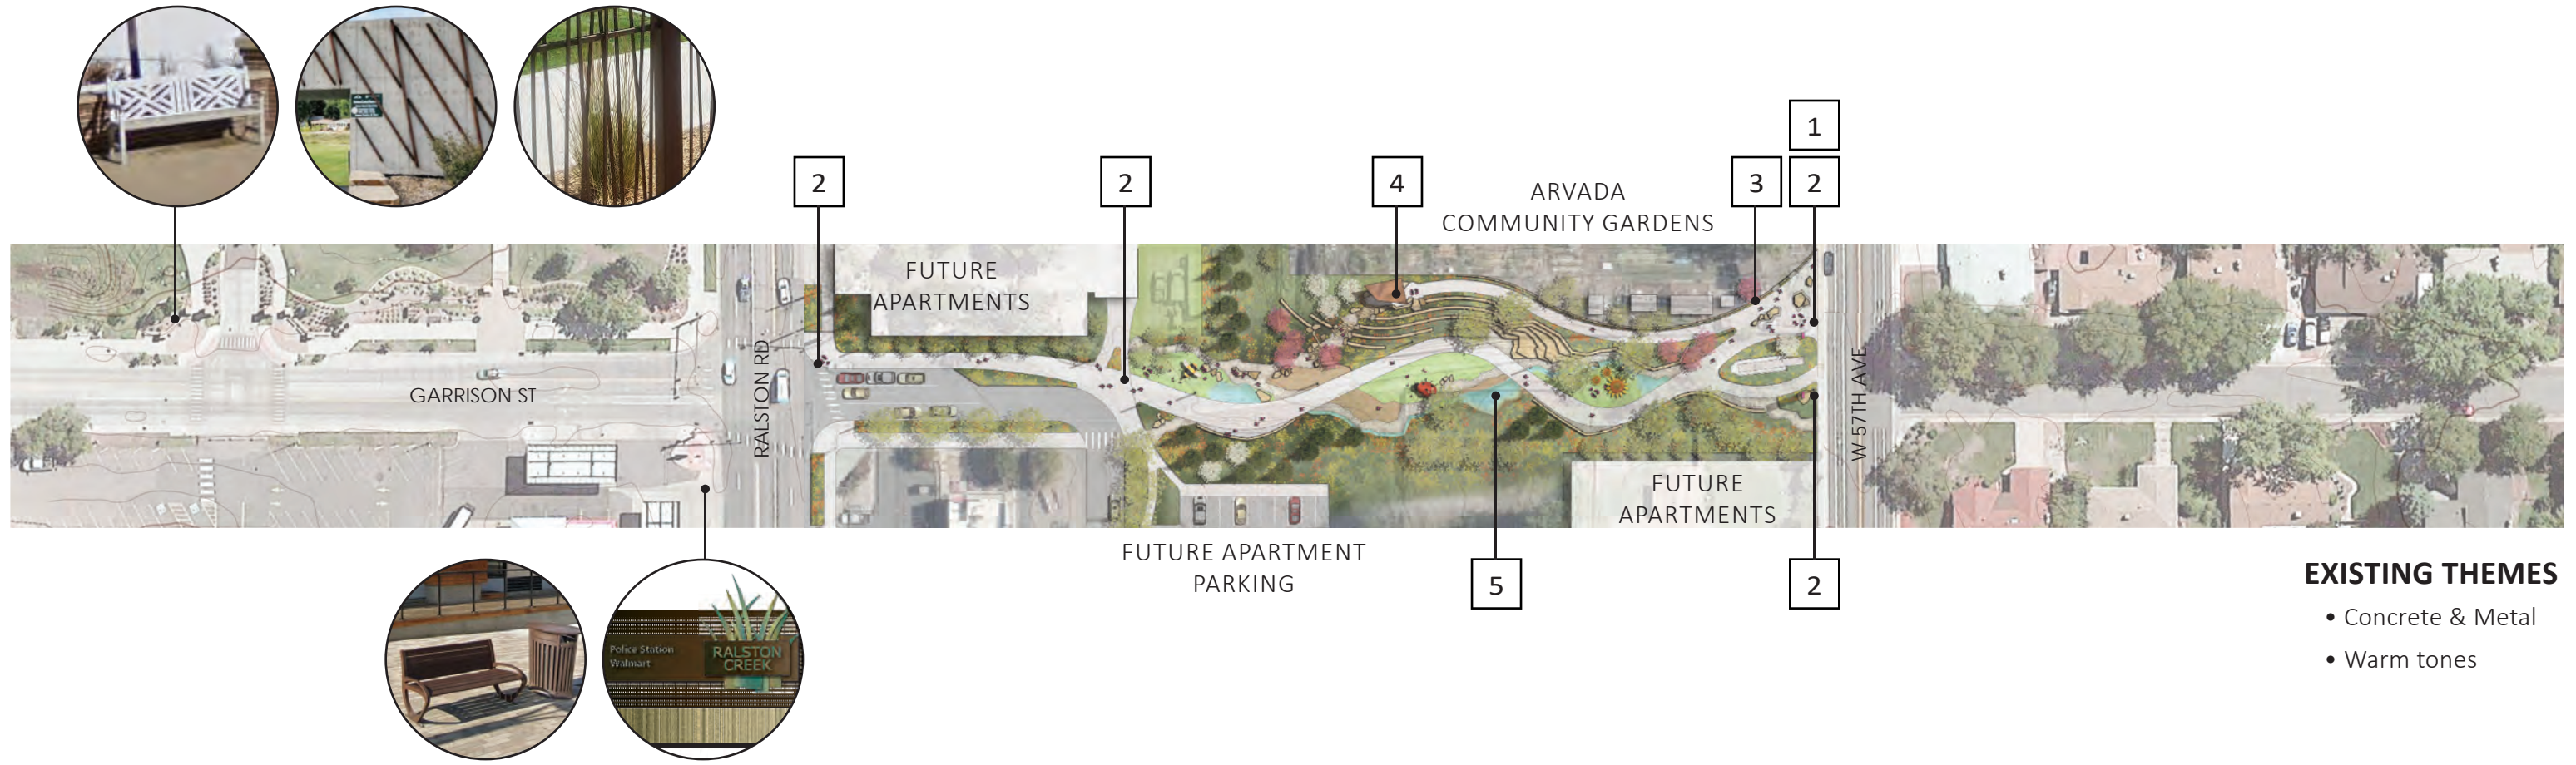 1
2
2
4
3
2
ARVADA
COMMUNITY GARDENS
FUTURE
APARTMENTS
GARRISON ST
RALSTON RD
W 57TH AVE
FUTURE
APARTMENTS
FUTURE APARTMENT
PARKING
5
2
Police Station
Walmart
RALSTON
CREEK
EXISTING THEMES
• Concrete & Metal
• Warm tones